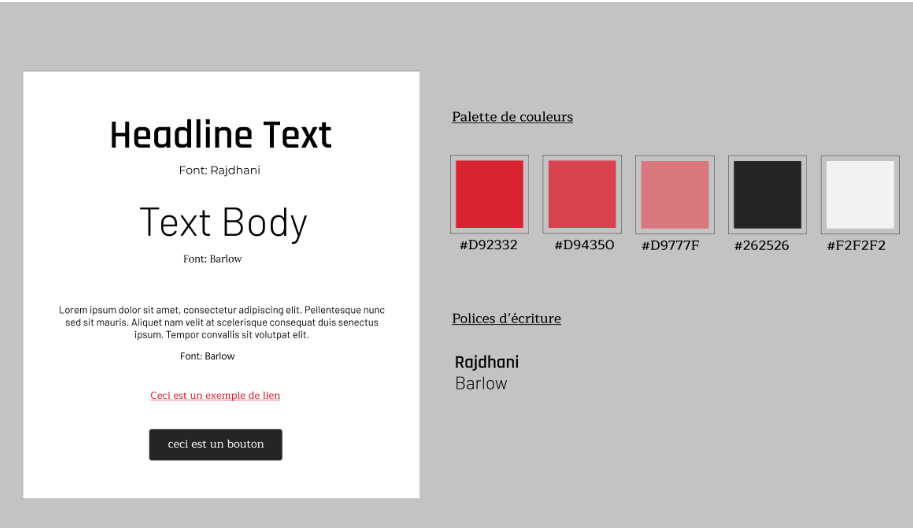 Headline Text
Font: Rajdhani
Text Body
Font: Barlow
Lorem ipsum dolor sit amet, consectetur adipiscing elit. Pellentesque nunc
sed sit mauris. Aliquet nam velit at scelerisque consequat duis senectus
ipsum. Tempor convallis sit volutpat elit.
Font: Barlow
Ceci est un exemple de lien
ceci est un bouton
Palette de couleurs
#D92332
#D94350
#D9777F
#262526
#F2F2F2
Polices d'écriture
Rajdhani
Barlow